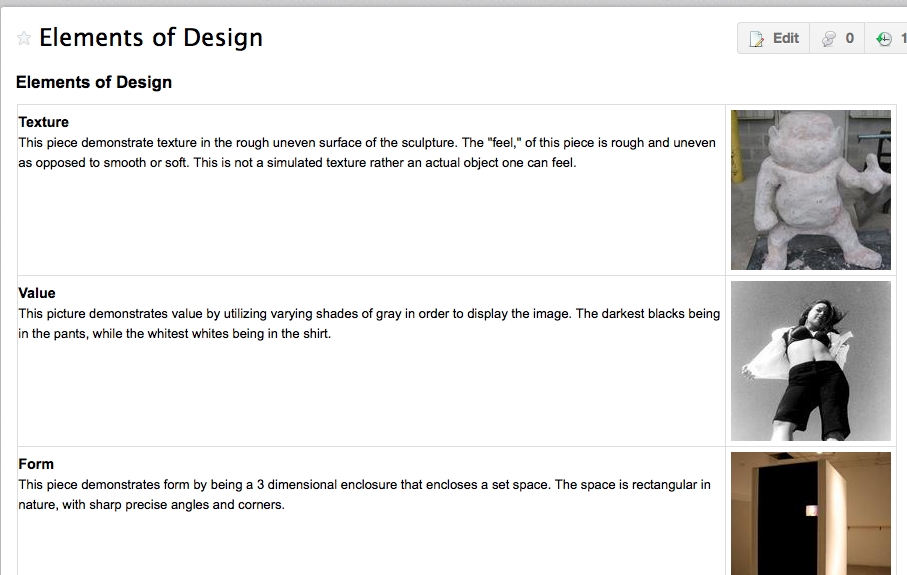 Elements of Design
Edit
0
1
Elements of Design
Texture
This piece demonstrate texture in the rough uneven surface of the sculpture. The "feel," of this piece is rough and uneven
as opposed to smooth or soft. This is not a simulated texture rather an actual object one can feel.
Value
This picture demonstrates value by utilizing varying shades of gray in order to display the image. The darkest blacks being
in the pants, while the whitest whites being in the shirt.
Form
This piece demonstrates form by being a 3 dimensional enclosure that encloses a set space. The space is rectangular in
nature, with sharp precise angles and corners.